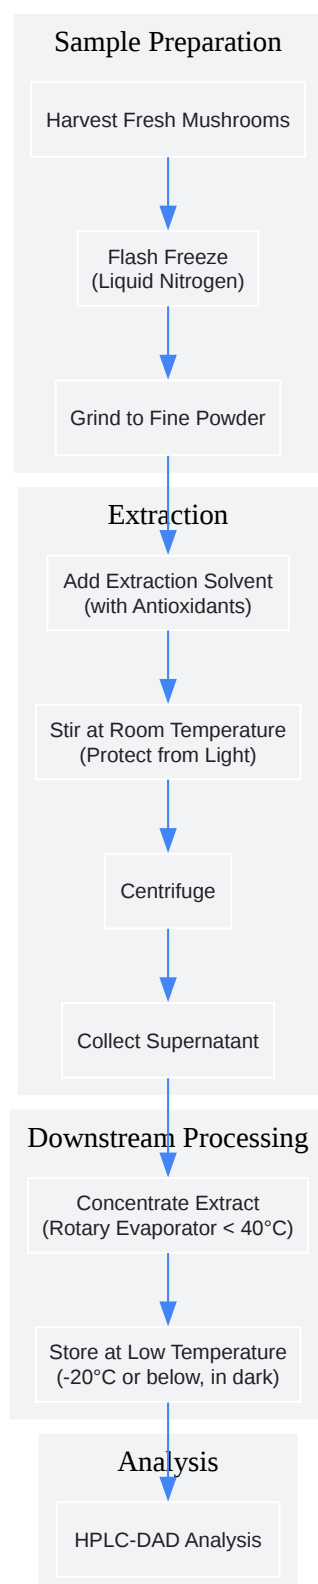 Sample Preparation
Harvest Fresh Mushrooms
Flash Freeze
(Liquid Nitrogen)
Grind to Fine Powder
Extraction
Add Extraction Solvent
(with Antioxidants)
Stir at Room Temperature
(Protect from Light)
Centrifuge
Collect Supernatant
Downstream Processing
Concentrate Extract
(Rotary Evaporator < 40°C)
Store at Low Temperature
(-20°C or below, in dark)
Analysis
HPLC-DAD Analysis